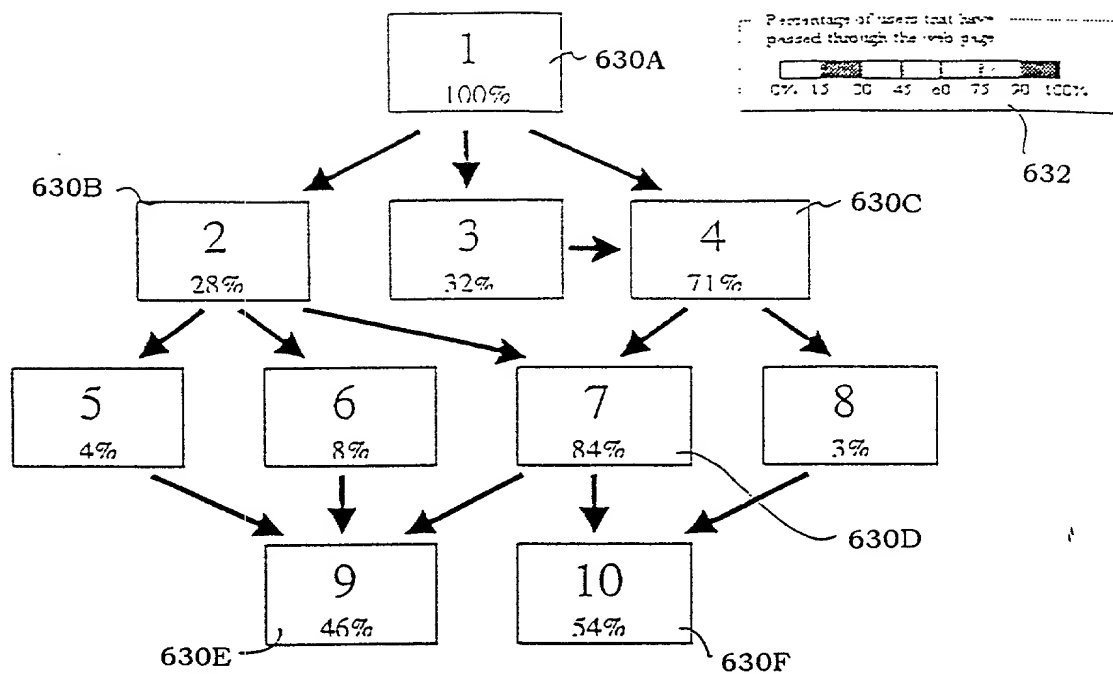 Percentage of users that have
passed through the web page
0% 15 30 45 60 75 90 100%
632
1
100%
630A
630B
2
28%
3
32%
4
71%
630C
5
4%
6
8%
7
84%
8
3%
630D
9
46%
10
54%
630E
630F